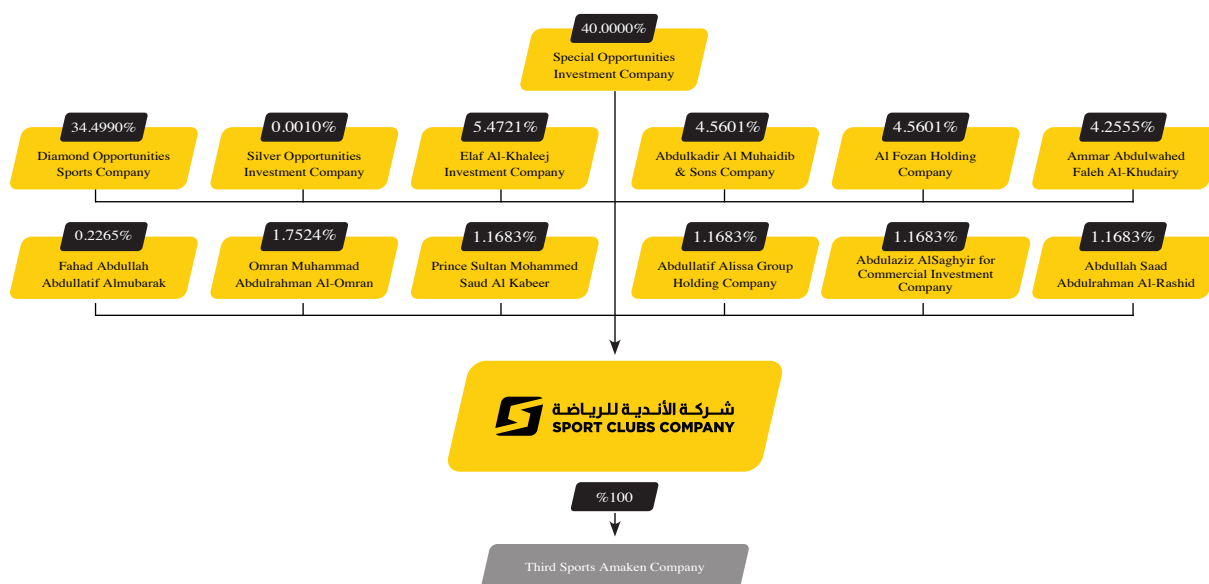 40.0000%
Special Opportunities
Investment Company
34.4990%
Diamond Opportunities
Sports Company
0.0010%
Silver Opportunities
Investment Company
5.4721%
Elaf Al-Khaleej
Investment Company
4.5601%
Abdulkadir Al Muhaidib
& Sons Company
4.5601%
Al Fozan Holding
Company
4.2555%
Ammar Abdulwahed
Faleh Al-Khudairy
0.2265%
Fahad Abdullah
Abdullatif Almubarak
1.7524%
Omran Muhammad
Abdulrahman Al-Omran
1.1683%
Prince Sultan Mohammed
Saud Al Kabeer
1.1683%
Abdullatif Alissa Group
Holding Company
1.1683%
Abdulaziz AlSaghyir for
Commercial Investment
Company
1.1683%
Abdullah Saad
Abdulrahman Al-Rashid
شركة الأندية للرياضة
SPORT CLUBS COMPANY
%100
Third Sports Amaken Company